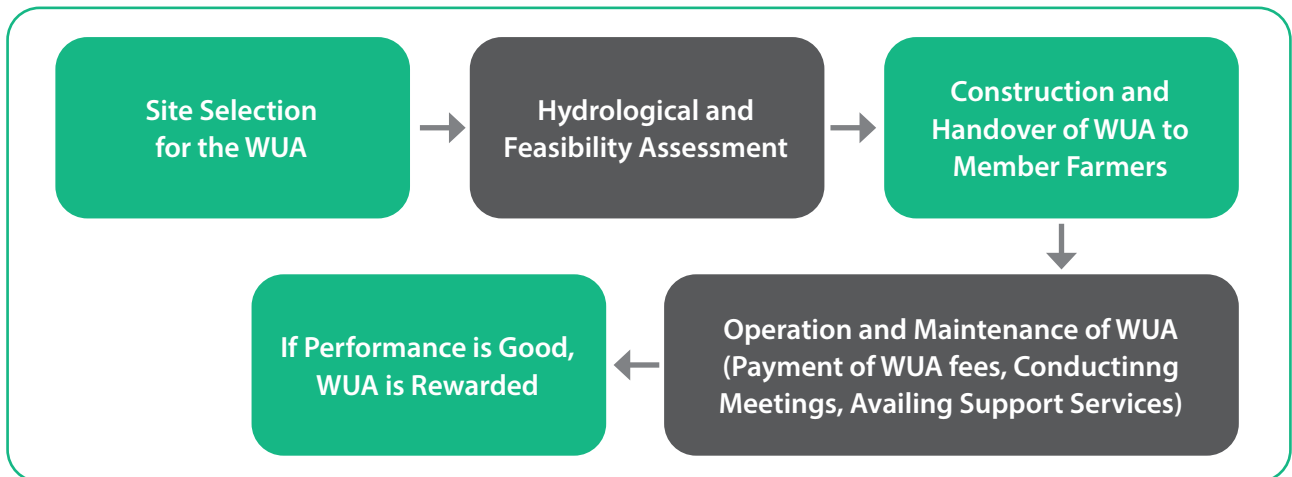 Site Selection
for the WUA
Hydrological and
Feasibility Assessment
Construction and
Handover of WUA to
Member Farmers
Operation and Maintenance of WUA
(Payment of WUA fees, Conductinng
Meetings, Availing Support Services)
If Performance is Good,
WUA is Rewarded